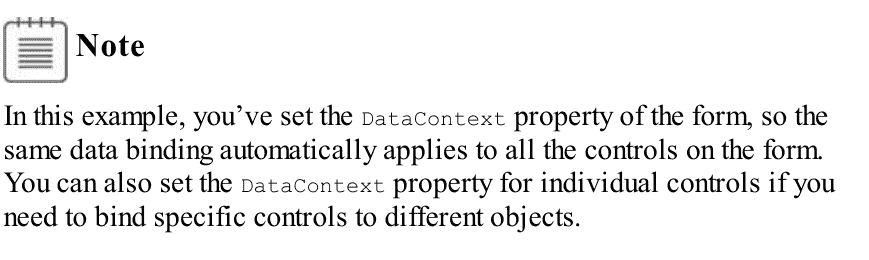 Note
In this example, you’ve set the DataContext property of the form, so the
same data binding automatically applies to all the controls on the form.
You can also set the DataContext property for individual controls if you
need to bind specific controls to different objects.